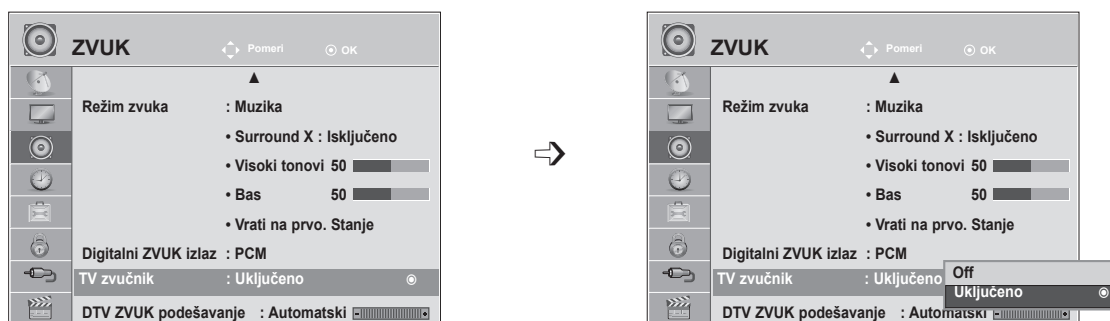 ZVUK Pomeri OK
Režim zvuka : Muzika
• Surround X : Isključeno
• Visoki tonovi 50
• Bas 50
• Vrati na prvo. Stanje
Digitalni ZVUK izlaz : PCM
TV zvučnik : Uključeno
DTV ZVUK podešavanje : Automatski
ZVUK Pomeri OK
Režim zvuka : Muzika
• Surround X : Isključeno
• Visoki tonovi 50
• Bas 50
• Vrati na prvo. Stanje
Digitalni ZVUK izlaz : PCM
TV zvučnik : Uključeno
Off
Uključeno
DTV ZVUK podešavanje : Automatski